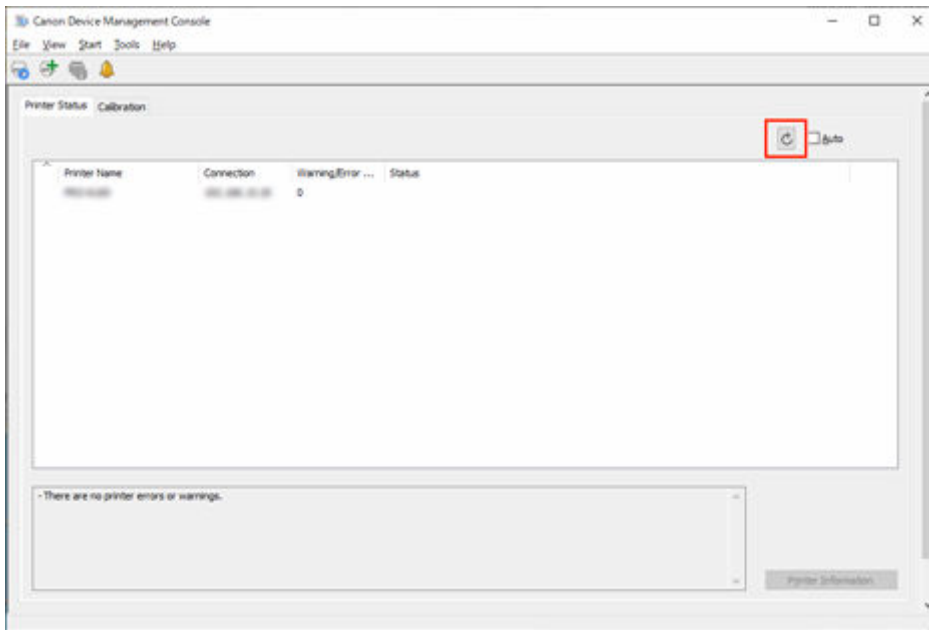 Canon Device Management Console
File View Start Tools Help
Printer Status Calibration
Auto
Printer Name Connection Warning/Error ... Status
0
- There are no printer errors or warnings.
Printer Information